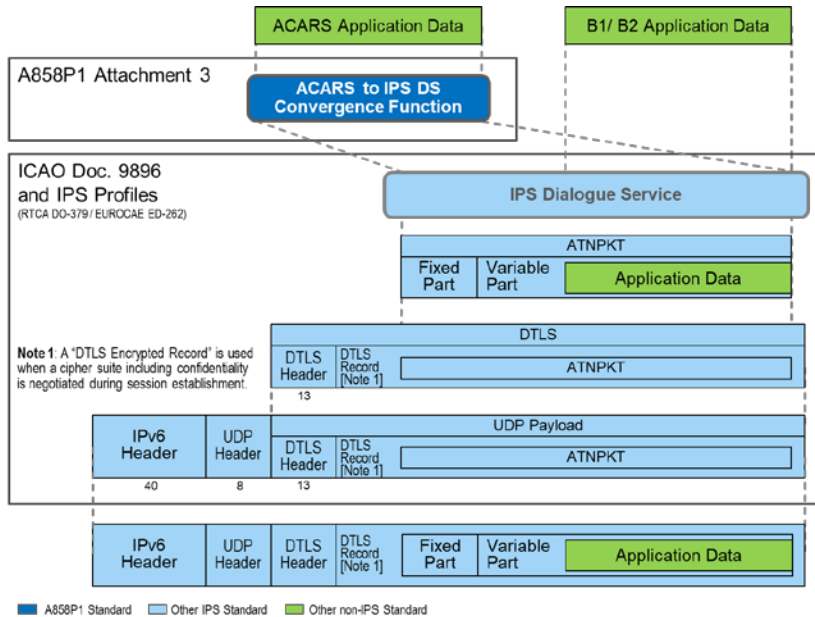 ACARS Application Data
B1/ B2 Application Data
A858P1 Attachment 3
ACARS to IPS DS
Convergence Function
ICAO Doc. 9896
and IPS Profiles
(RTCA DO-379/ EUROCAE ED-262)
IPS Dialogue Service
ATNPKT
Fixed
Part
Variable
Part
Application Data
Note 1: A "DTLS Encrypted Record" is used
when a cipher suite including confidentiality
is negotiated during session establishment.
DTLS
DTLS
Header
DTLS
Record
[Note 1]
ATNPKT
13
IPv6
Header
UDP
Header
UDP Payload
DTLS
Header
DTLS
Record
[Note 1]
ATNPKT
40
8
13
IPv6
Header
UDP
Header
DTLS
Header
DTLS
Record
[Note 1]
Fixed
Part
Variable
Part
Application Data
A858P1 Standard
Other IPS Standard
Other non-IPS Standard